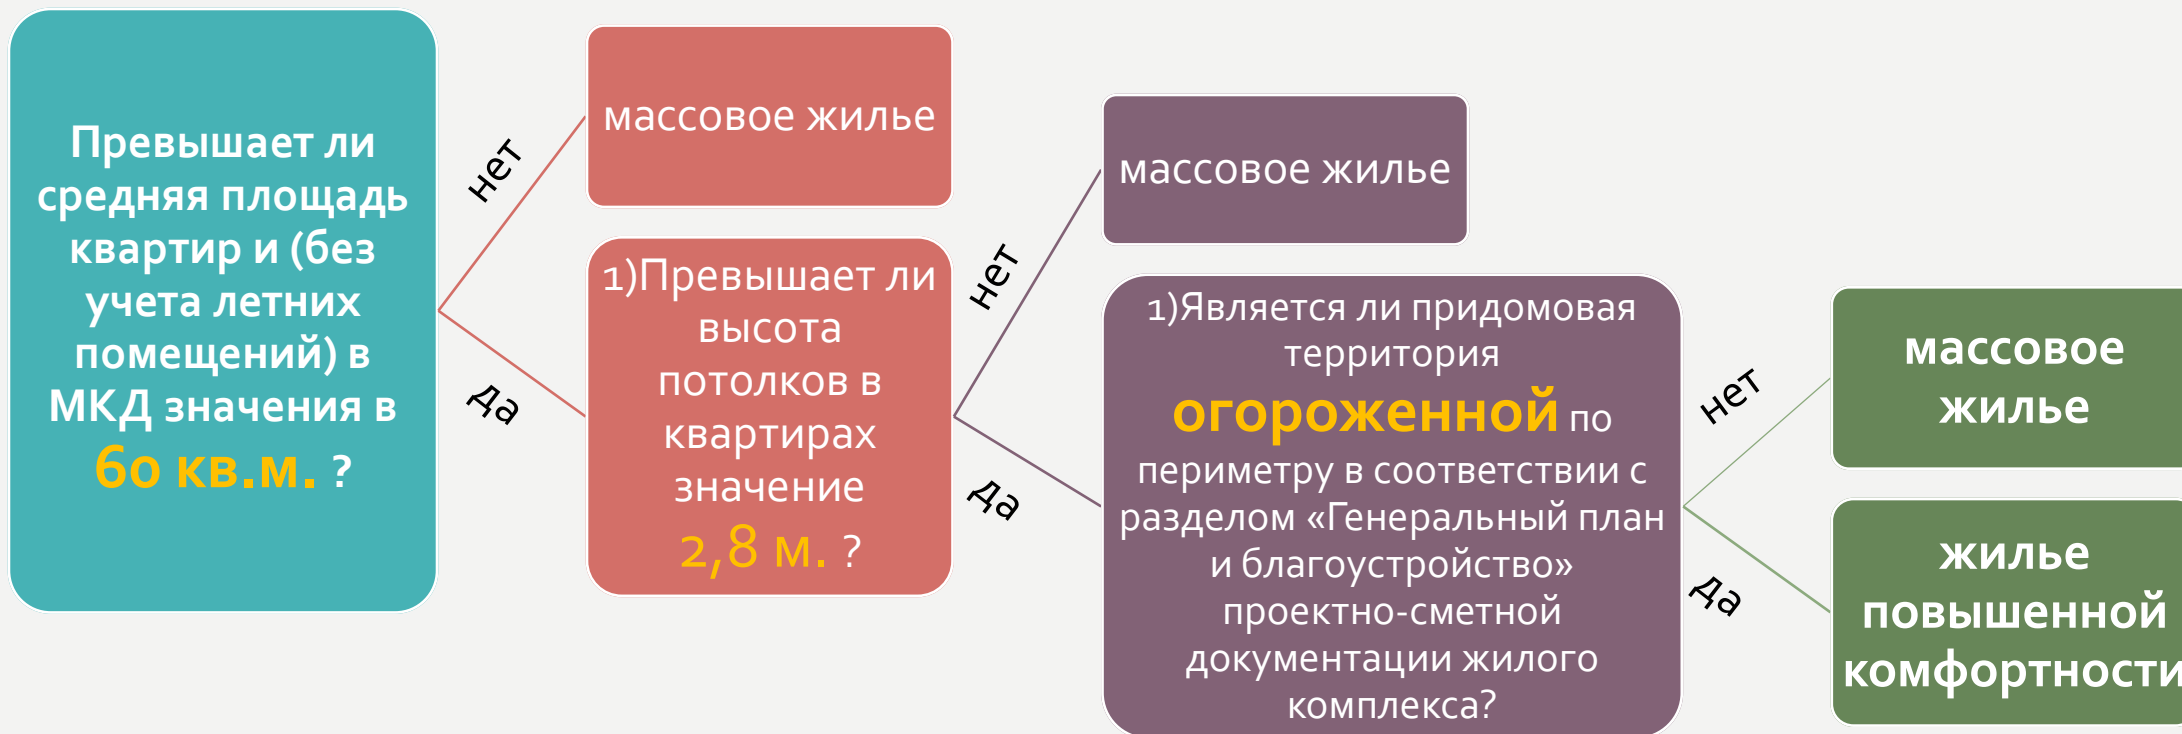 Превышает ли
средняя площадь
квартир и (без
учета летних
помещений) в
МКД значения в
60 кв.м. ?
нет
да
массовое жилье
1)Превышает ли
высота
потолков в
квартирах
значение
2,8 м. ?
нет
да
массовое жилье
1)Является ли придомовая
территория
огороженной по
периметру в соответствии с
разделом «Генеральный план
и благоустройство»
проектно-сметной
документации жилого
комплекса?
нет
да
массовое
жилье
жилье
повышенной
комфортности